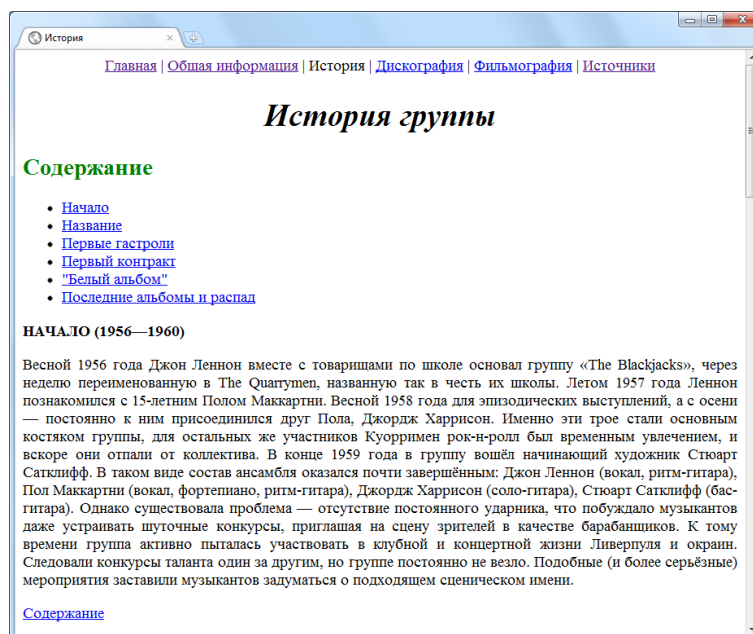 История
Главная | Обшая информация | История | Дискография | Фильмография | Источники
История группы
Содержание
• Начало
• Название
• Первые гастроли
• Первый контракт
• "Белый альбом"
• Последние альбомы и распад
НАЧАЛО (1956—1960)
Весной 1956 года Джон Леннон вместе с товарищами по школе основал группу «The Blackjacks», через
неделю переименованную в The Quarrymen, названную так в честь их школы. Летом 1957 года Леннон
познакомился с 15-летним Полом Маккартни. Весной 1958 года для эпизодических выступлений, а с осени
— постоянно к ним присоединился друг Пола, Джордж Харрисон. Именно эти трое стали основным
костяком группы, для остальных же участников Куорримен рок-н-ролл был временным увлечением, и
вскоре они отпали от коллектива. В конце 1959 года в группу вошёл начинающий художник Стюарт
Сатклифф. В таком виде состав ансамбля оказался почти завершённым: Джон Леннон (вокал, ритм-гитара),
Пол Маккартни (вокал, фортепиано, ритм-гитара), Джордж Харрисон (соло-гитара), Стюарт Сатклифф (бас-
гитара). Однако существовала проблема — отсутствие постоянного ударника, что побуждало музыкантов
даже устраивать шуточные конкурсы, приглашая на сцену зрителей в качестве барабанщиков. К тому
времени группа активно пыталась участвовать в клубной и концертной жизни Ливерпуля и окраин.
Следовали конкурсы таланта один за другим, но группе постоянно не везло. Подобные (и более серьёзные)
мероприятия заставили музыкантов задуматься о подходящем сценическом имени.
Содержание